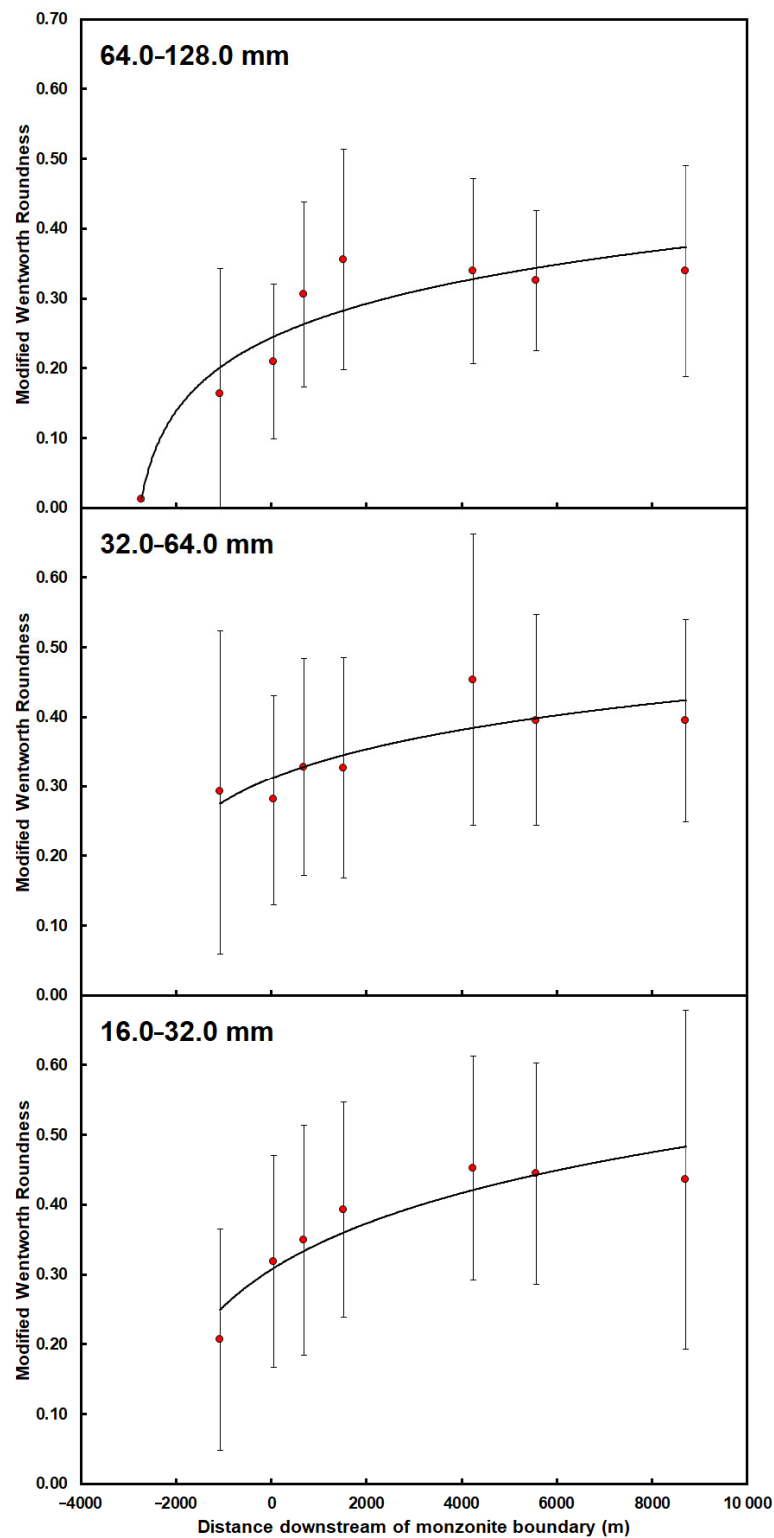 0.70
64.0–128.0 mm
0.60
0.50
0.40
0.30
0.20
0.10
0.00
Modified Wentworth Roundness
32.0–64.0 mm
0.60
0.50
0.40
0.30
0.20
0.10
0.00
Modified Wentworth Roundness
16.0–32.0 mm
0.60
0.50
0.40
0.30
0.20
0.10
0.00
Modified Wentworth Roundness
−4000 −2000 0 2000 4000 6000 8000 10 000
Distance downstream of monzonite boundary (m)